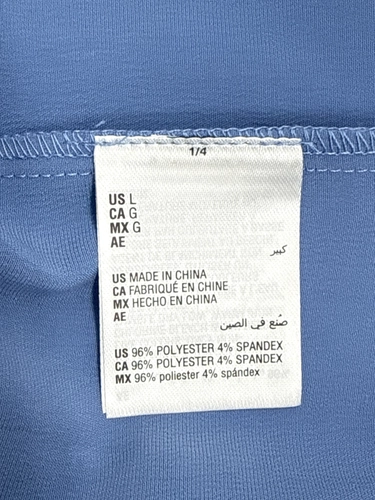 1/4
US L
CA G
MX G
AE
كبير
US MADE IN CHINA
CA FABRIQUÉ EN CHINE
MX HECHO EN CHINA
AE
صُنع في الصين
US 96% POLYESTER 4% SPANDEX
CA 96% POLYESTER 4% SPANDEX
MX 96% poliester 4% spándex